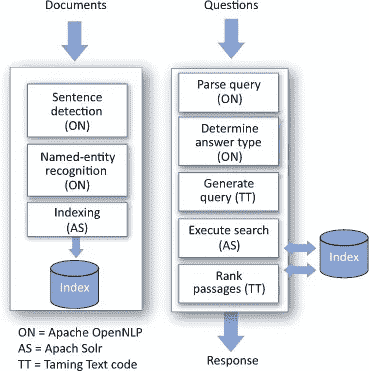 Documents
Sentence
detection
(ON)
Named-entity
recognition
(ON)
Indexing
(AS)
Index
ON = Apache OpenNLP
AS = Apach Solr
TT = Taming Text code
Questions
Parse query
(ON)
Determine
answer type
(ON)
Generate
query (TT)
Execute search
(AS)
Rank
passages (TT)
Index
Response